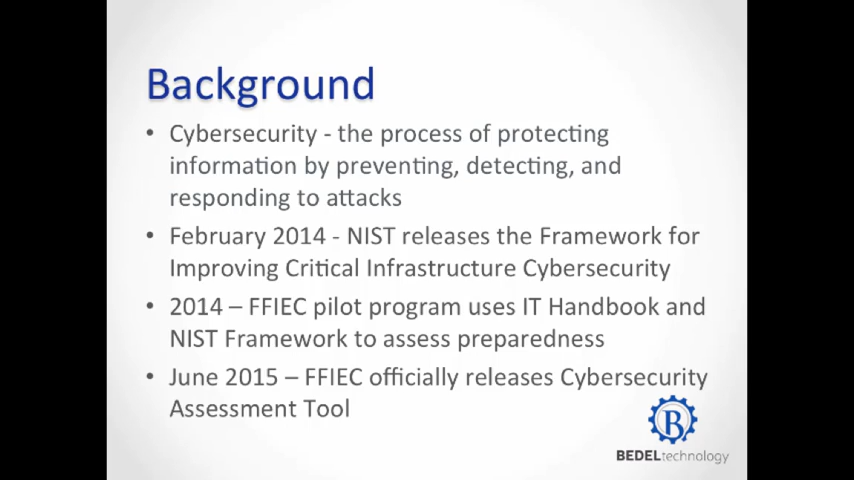 Background
• Cybersecurity - the process of protecting
information by preventing, detecting, and
responding to attacks
• February 2014 - NIST releases the Framework for
Improving Critical Infrastructure Cybersecurity
• 2014 – FFIEC pilot program uses IT Handbook and
NIST Framework to assess preparedness
• June 2015 – FFIEC officially releases Cybersecurity
Assessment Tool
B
BEDELtechnology